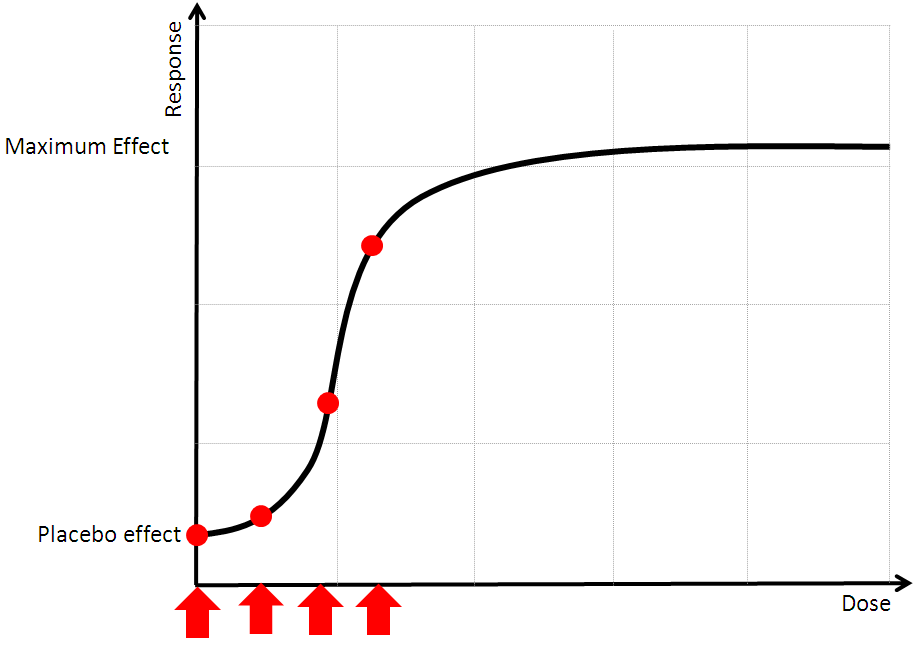 Response
Maximum Effect
Placebo effect
Dose